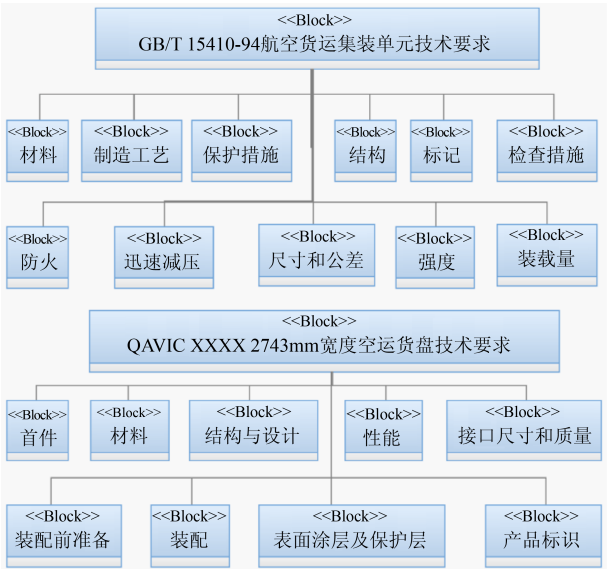 <<Block>>
GB/T 15410-94航空货运集装单元技术要求
<<Block>> <<Block>> <<Block>> <<Block>> <<Block>> <<Block>>
材料 制造工艺 保护措施 结构 标记 检查措施
<<Block>> <<Block>> <<Block>> <<Block>> <<Block>>
防火 迅速减压 尺寸和公差 强度 装载量
<<Block>>
QAVIC XXXX 2743mm宽度空运货盘技术要求
<<Block>> <<Block>> <<Block>> <<Block>> <<Block>>
首件 材料 结构与设计 性能 接口尺寸和质量
<<Block>> <<Block>> <<Block>> <<Block>>
装配前准备 装配 表面涂层及保护层 产品标识